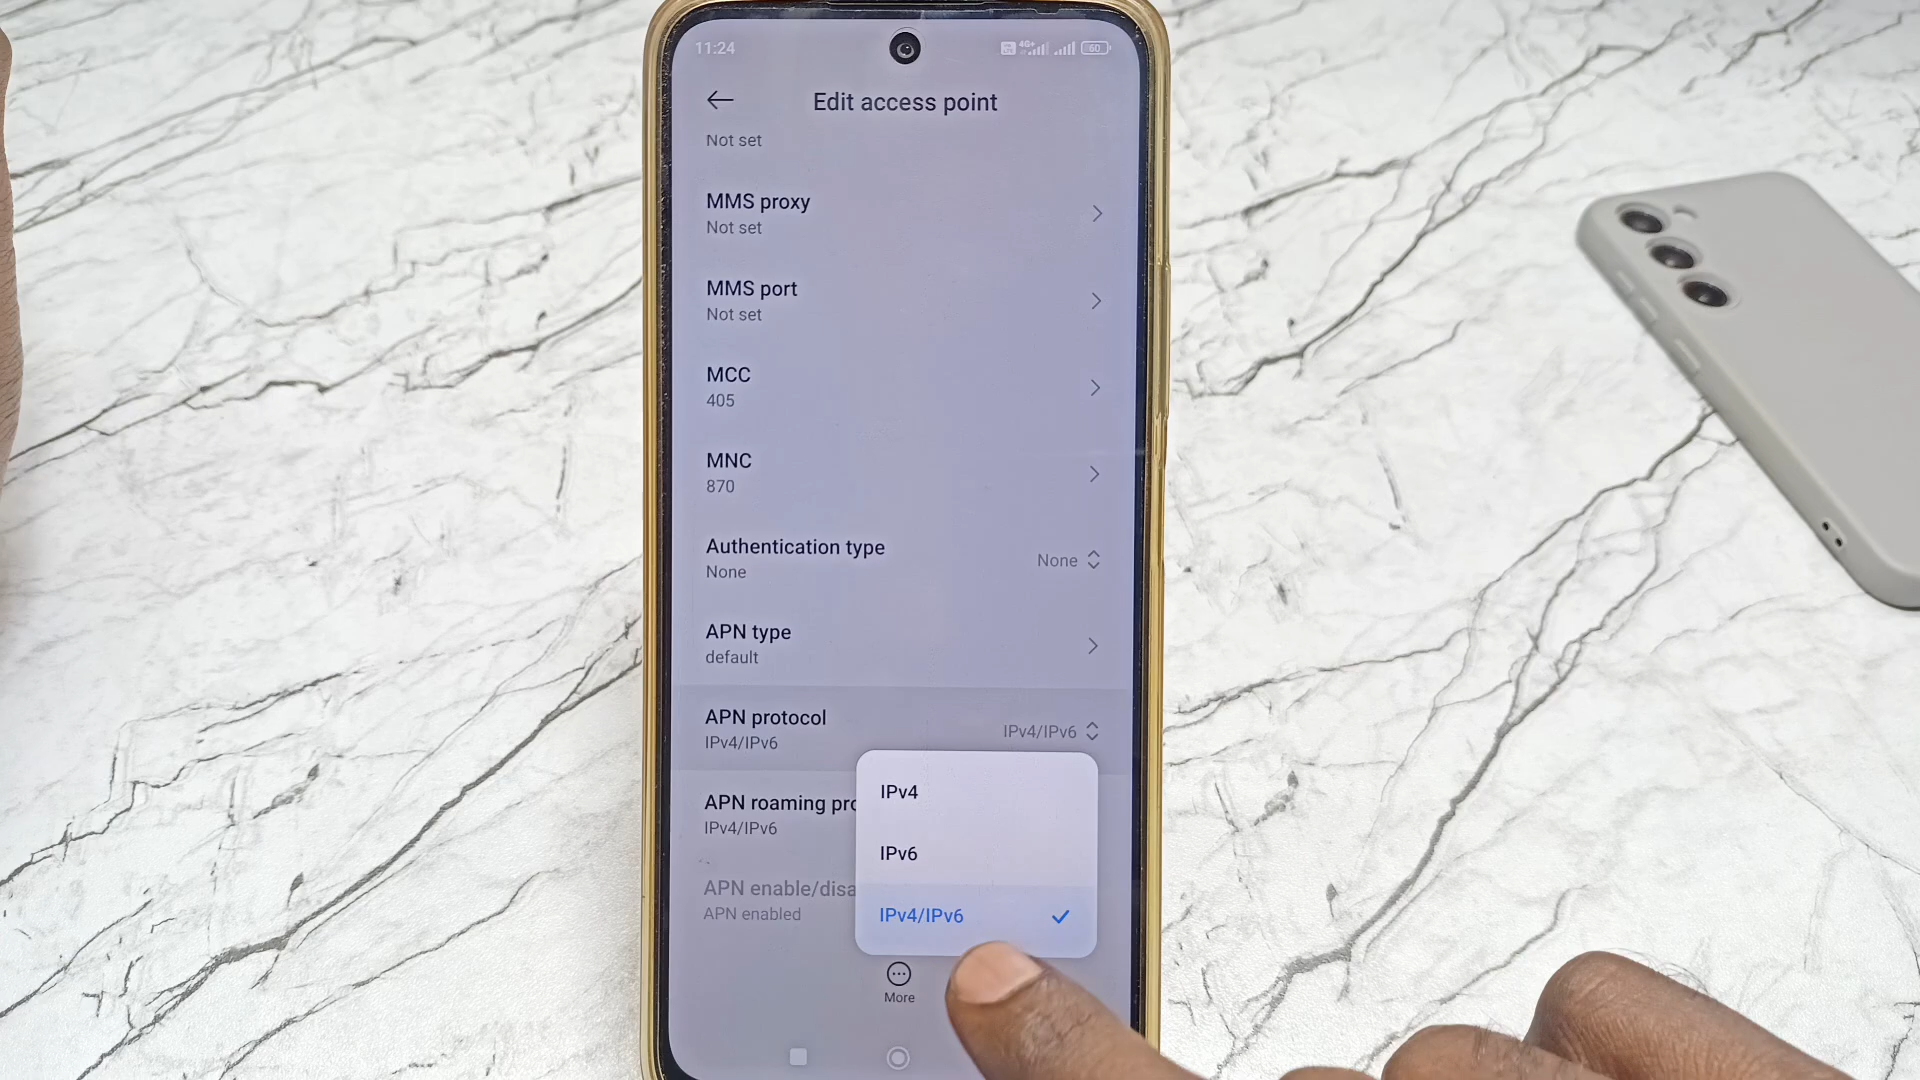 11:24
4G+
60
Edit access point
Not set
MMS proxy
Not set
MMS port
Not set
MCC
405
MNC
870
Authentication type
None
None
APN type
default
APN protocol
IPv4/IPv6
IPv4/IPv6
IPv4
APN roaming pro
IPv4/IPv6
IPv6
APN enable/disa
APN enabled
IPv4/IPv6
More